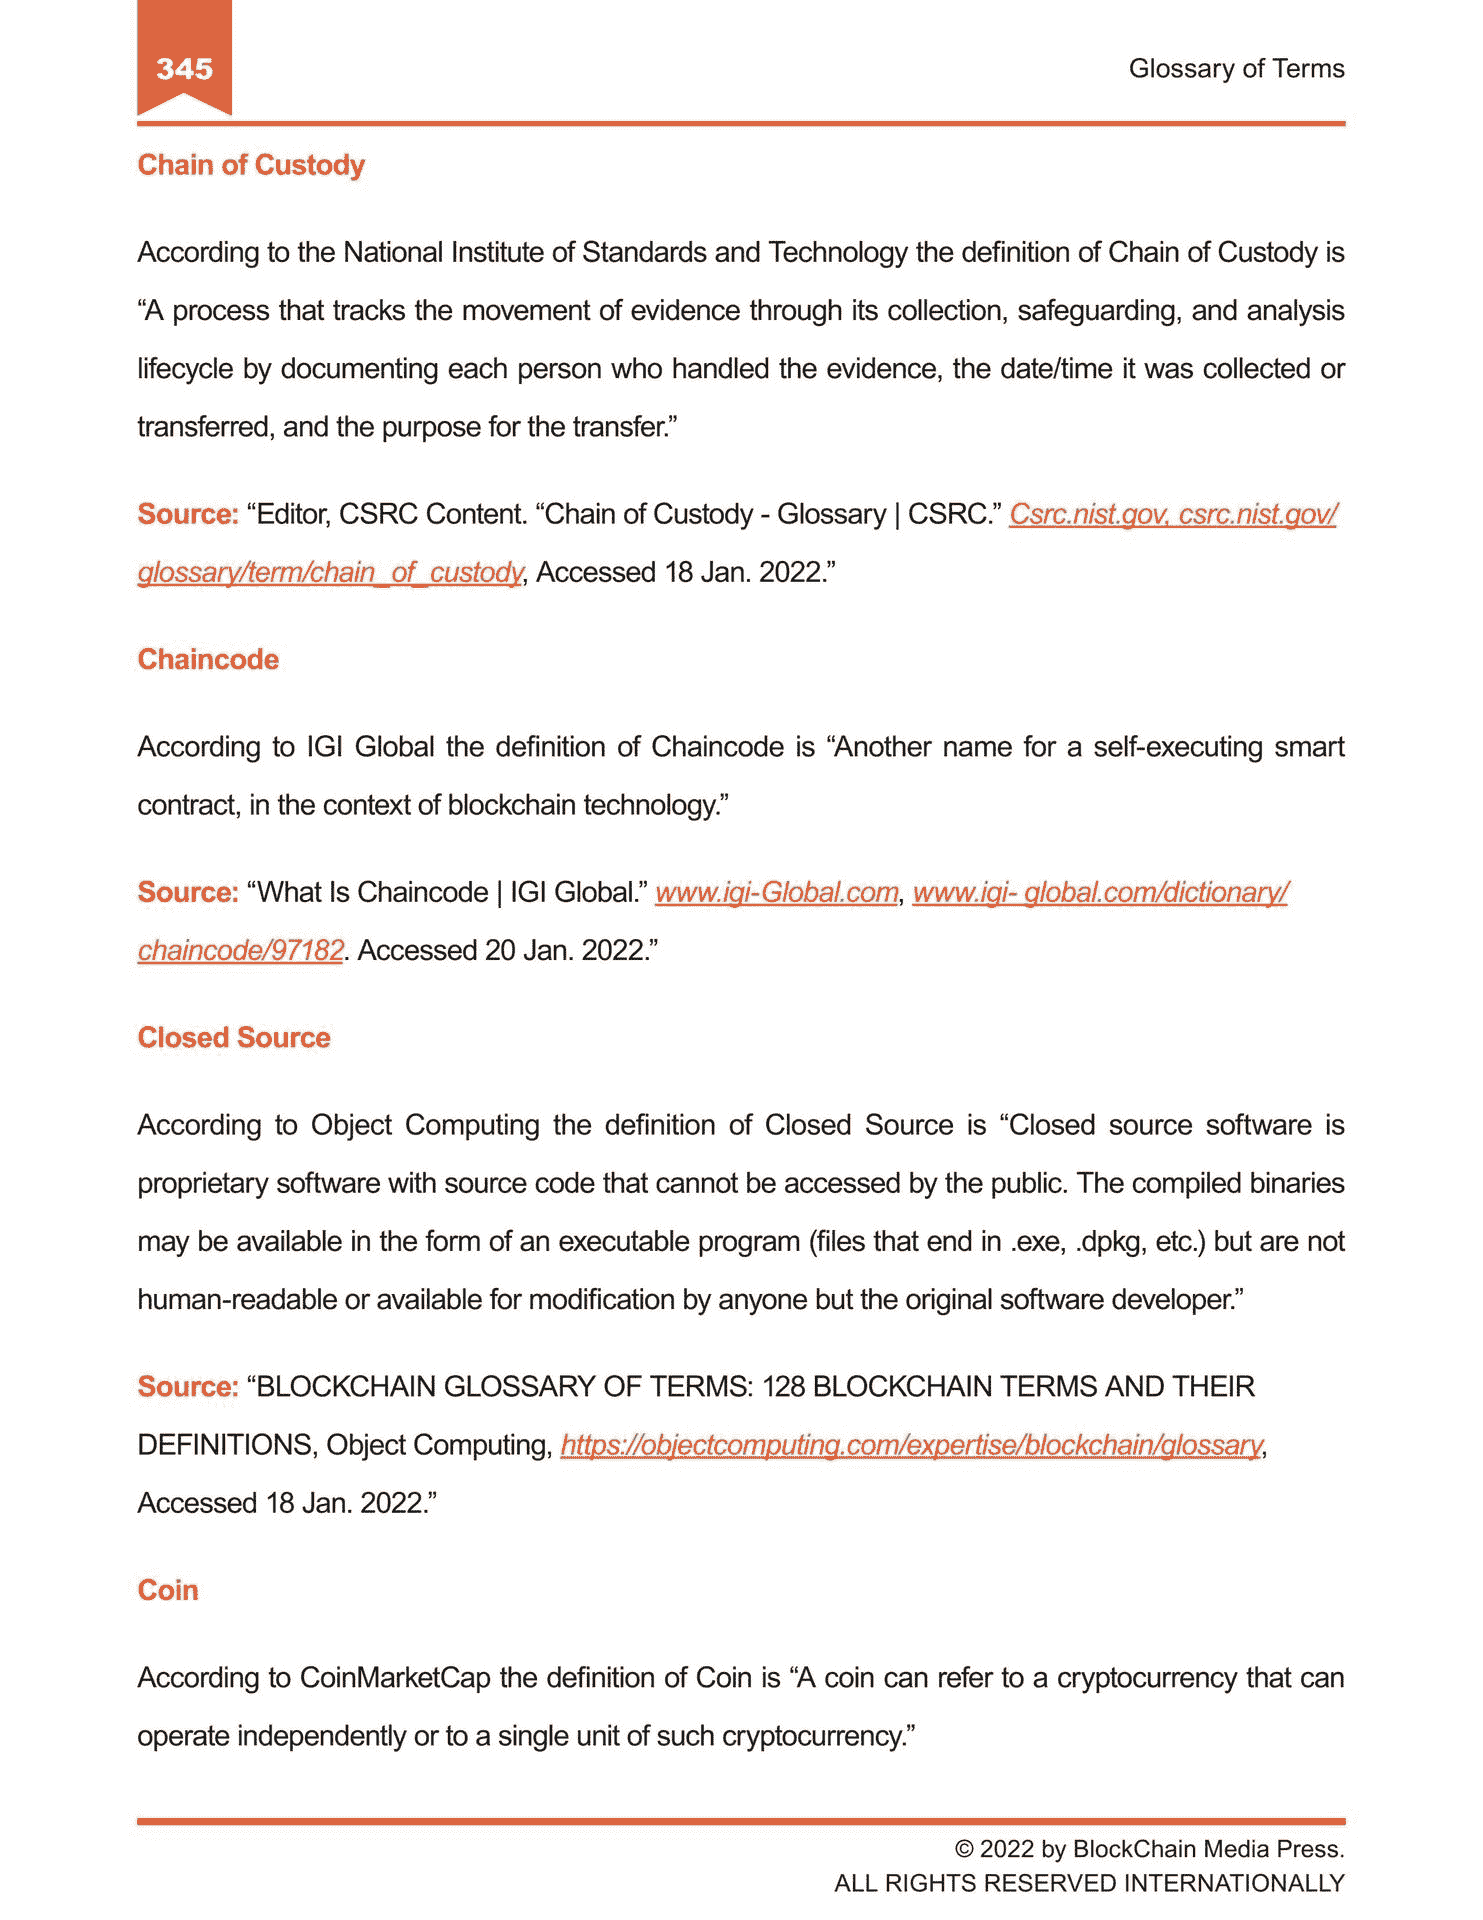 345
Glossary of Terms
Chain of Custody
According to the National Institute of Standards and Technology the definition of Chain of Custody is
“A process that tracks the movement of evidence through its collection, safeguarding, and analysis
lifecycle by documenting each person who handled the evidence, the date/time it was collected or
transferred, and the purpose for the transfer.”
Source: “Editor, CSRC Content. “Chain of Custody - Glossary | CSRC.” Csrc.nist.gov, csrc.nist.gov/
glossary/term/chain_of_custody, Accessed 18 Jan. 2022.”
Chaincode
According to IGI Global the definition of Chaincode is “Another name for a self-executing smart
contract, in the context of blockchain technology.”
Source: “What Is Chaincode | IGI Global.” www.igi-Global.com, www.igi- global.com/dictionary/
chaincode/97182. Accessed 20 Jan. 2022.”
Closed Source
According to Object Computing the definition of Closed Source is “Closed source software is
proprietary software with source code that cannot be accessed by the public. The compiled binaries
may be available in the form of an executable program (files that end in .exe, .dpkg, etc.) but are not
human-readable or available for modification by anyone but the original software developer.”
Source: “BLOCKCHAIN GLOSSARY OF TERMS: 128 BLOCKCHAIN TERMS AND THEIR
DEFINITIONS, Object Computing, https://objectcomputing.com/expertise/blockchain/glossary,
Accessed 18 Jan. 2022.”
Coin
According to CoinMarketCap the definition of Coin is “A coin can refer to a cryptocurrency that can
operate independently or to a single unit of such cryptocurrency.”
© 2022 by BlockChain Media Press.
ALL RIGHTS RESERVED INTERNATIONALLY